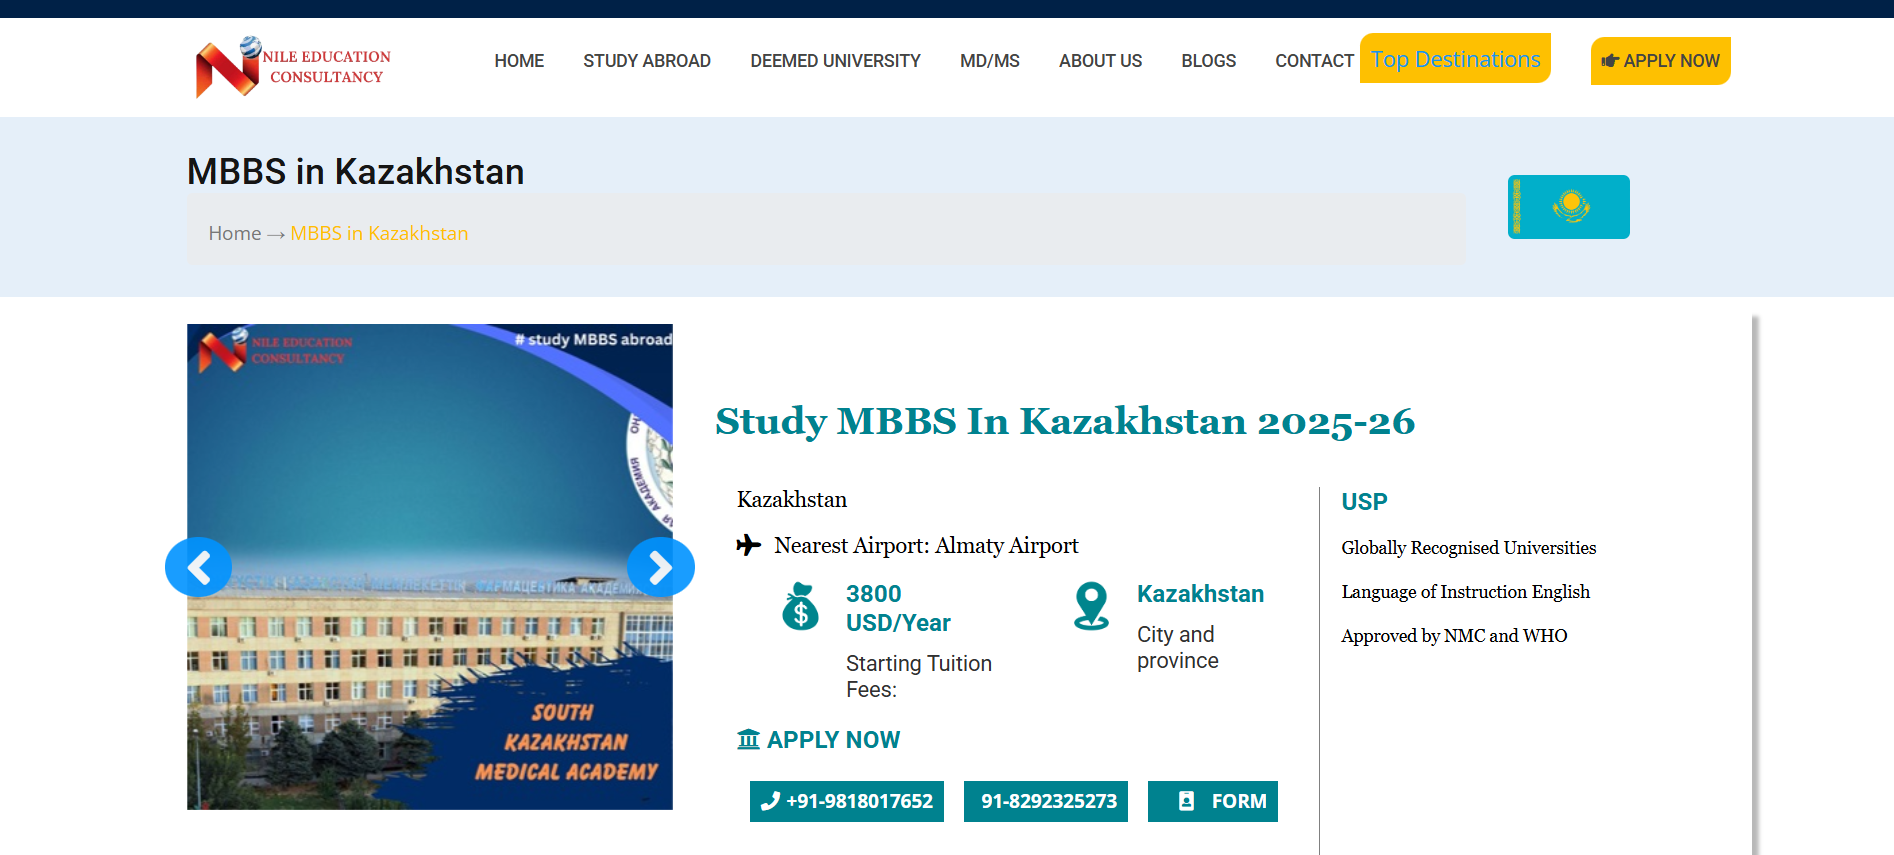 NILE EDUCATION
CONSULTANCY
HOME
STUDY ABROAD
DEEMED UNIVERSITY
MD/MS
ABOUT US
BLOGS
CONTACT
Top Destinations
APPLY NOW
MBBS in Kazakhstan
Home → MBBS in Kazakhstan
NILE EDUCATION
CONSULTANCY
# study MBBS abroad
АКАДЕМИЯ
ФАРМАЦЕВТИКА
SOUTH
KAZAKHSTAN
MEDICAL ACADEMY
Study MBBS In Kazakhstan 2025-26
Kazakhstan
Nearest Airport: Almaty Airport
3800
USD/Year
Starting Tuition
Fees:
Kazakhstan
City and
province
APPLY NOW
+91-9818017652
91-8292325273
FORM
USP
Globally Recognised Universities
Language of Instruction English
Approved by NMC and WHO